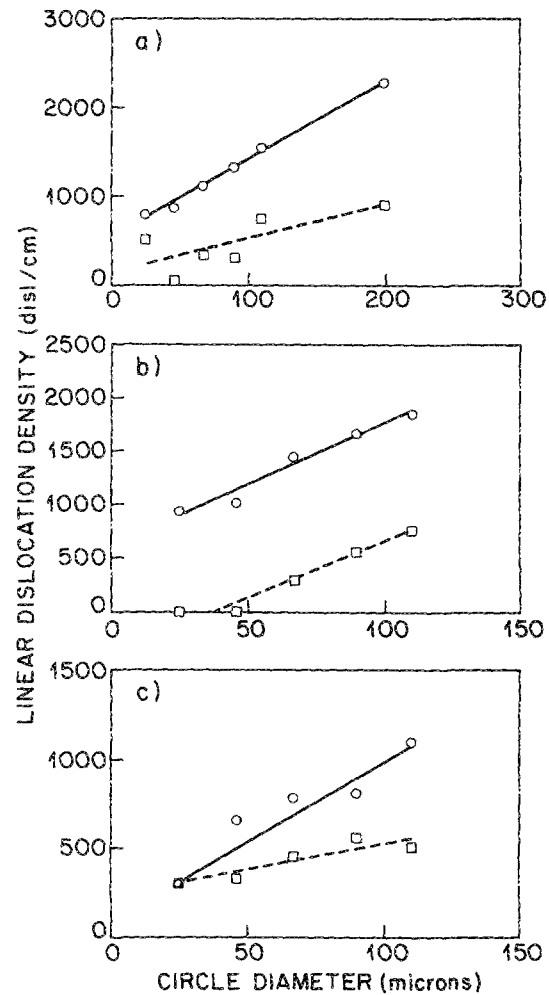 a)
3000
2000
1000
0
0 100 200 300
b)
2500
2000
1500
1000
500
0
0 50 100 150
c)
1500
1000
500
0
0 50 100 150
LINEAR DISLOCATION DENSITY (disl/cm)
CIRCLE DIAMETER (microns)